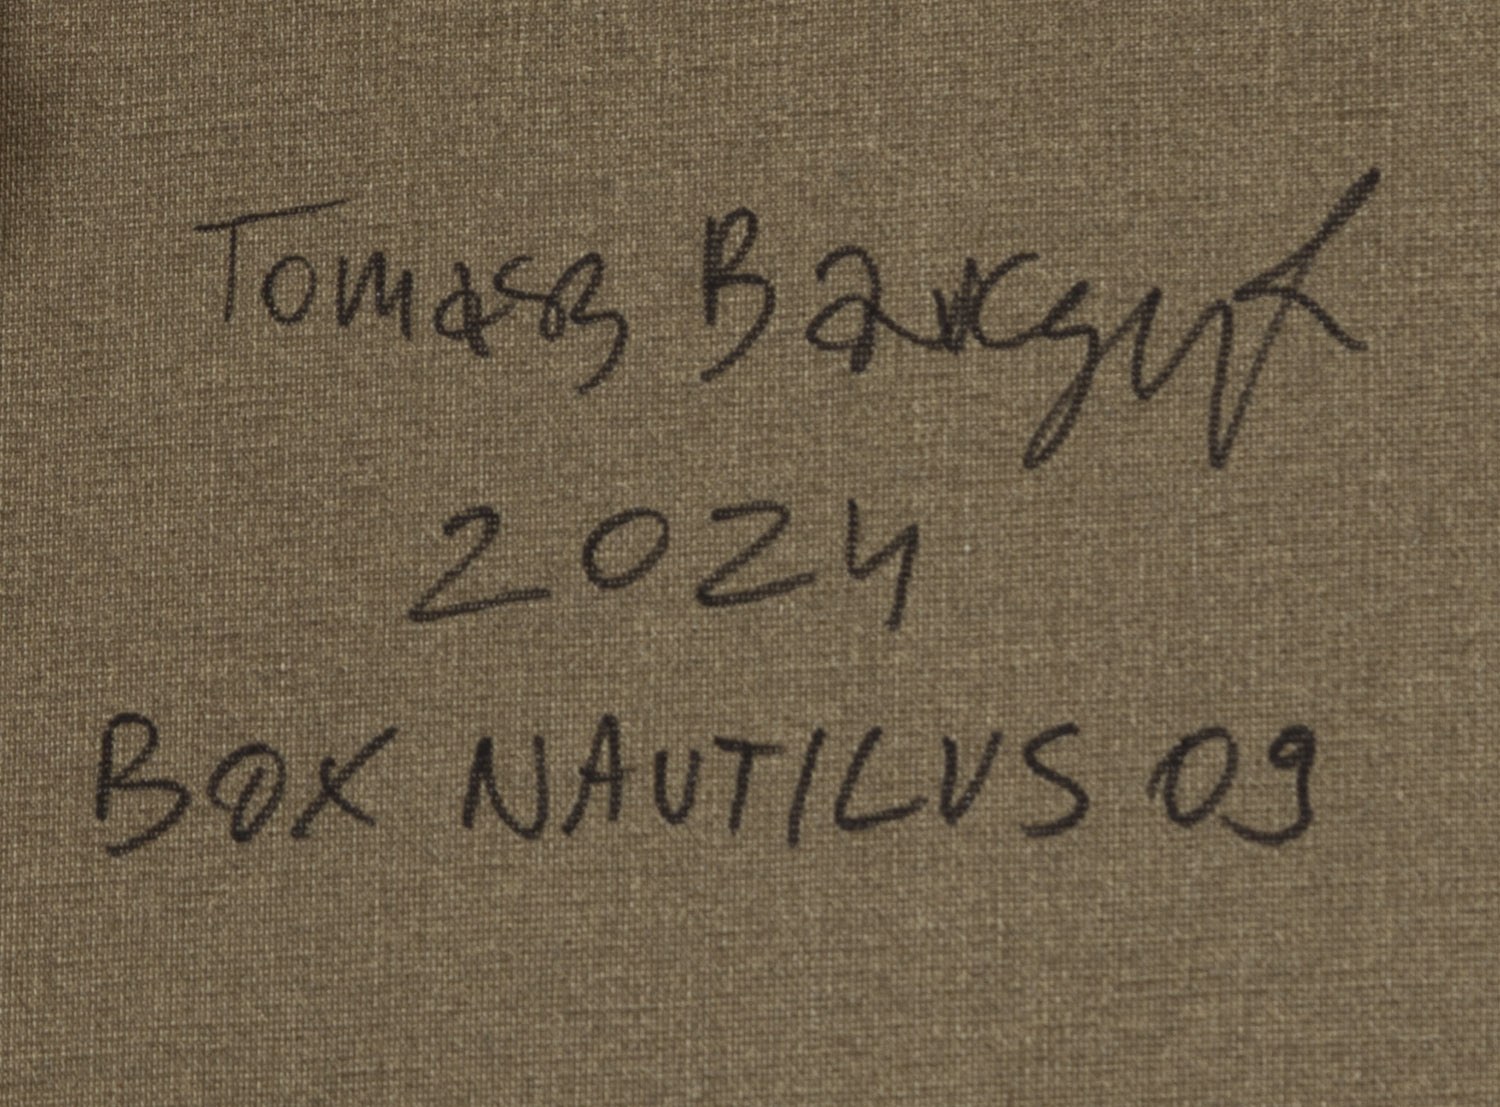 Tomasz
2024
BOX NAUTILUS 09